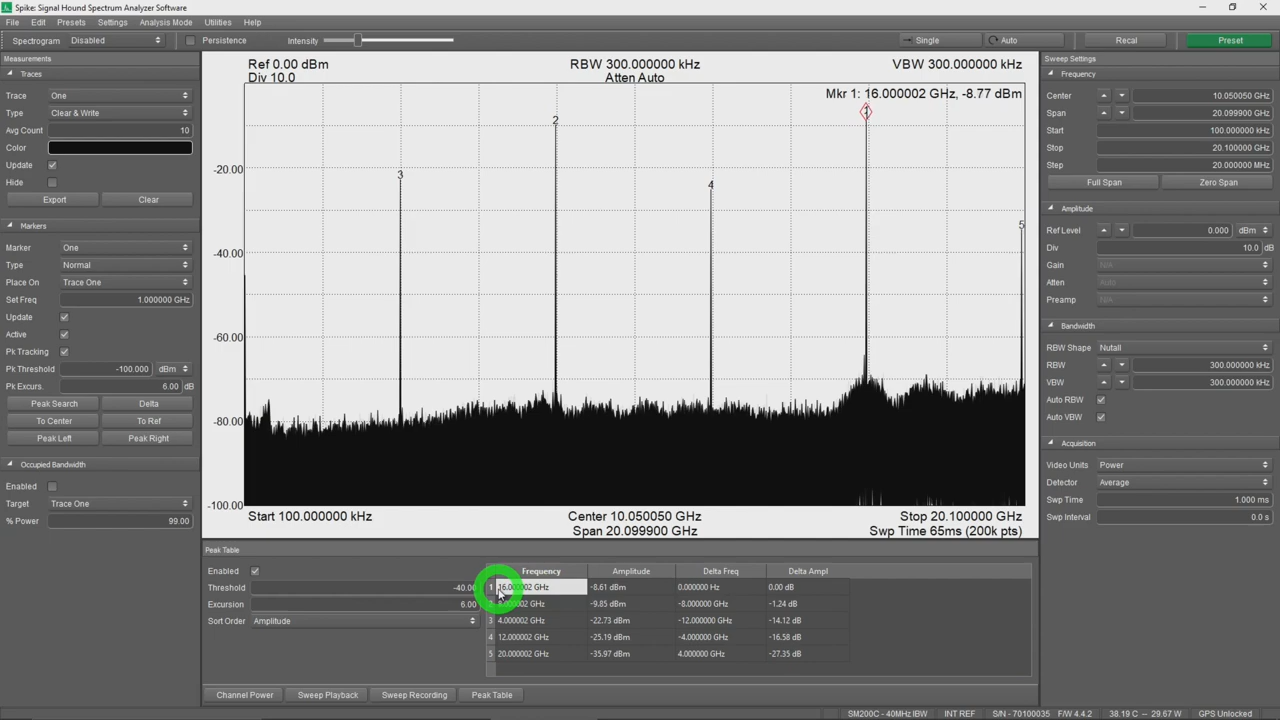 Spike: Signal Hound Spectrum Analyzer Software
File Edit Presets Settings Analysis Mode Utilities Help
Spectrogram Disabled Persistence Intensity Single Auto Recal Preset
Measurements
Traces
Trace One
Type Clear & Write
Avg Count 10
Color
Update
Hide
Export Clear
Markers
Marker One
Type Normal
Place On Trace One
Set Freq 1.000000 GHz
Update
Active
Pk Tracking
Pk Threshold -100.000 dBm
Pk Excurs. 6.00 dB
Peak Search Delta
To Center To Ref
Peak Left Peak Right
Occupied Bandwidth
Enabled
Target Trace One
% Power 99.00
Ref 0.00 dBm RBW 300.000000 kHz VBW 300.000000 kHz
Div 10.0 Atten Auto
Mkr 1: 16.000002 GHz, -8.77 dBm
1
2
3
4
5
-20.00
-40.00
-60.00
-80.00
-100.00
Start 100.000000 kHz Center 10.050050 GHz Stop 20.100000 GHz
Span 20.099900 GHz Swp Time 65ms (200k pts)
Peak Table
Enabled
Threshold -40.00
Excursion 6.00
Sort Order Amplitude
Frequency Amplitude Delta Freq Delta Ampl
1 16.000002 GHz -8.61 dBm 0.000000 Hz 0.00 dB
2 8.000002 GHz -9.85 dBm -8.000000 GHz -1.24 dB
3 4.000002 GHz -22.73 dBm -12.000000 GHz -14.12 dB
4 12.000002 GHz -25.19 dBm -4.000000 GHz -16.58 dB
5 20.000002 GHz -35.97 dBm 4.000000 GHz -27.35 dB
Channel Power Sweep Playback Sweep Recording Peak Table
Sweep Settings
Frequency
Center 10.050050 GHz
Span 20.099900 GHz
Start 100.000000 kHz
Stop 20.100000 GHz
Step 20.000000 MHz
Full Span Zero Span
Amplitude
Ref Level 0.000 dBm
Div 10.0 dB
Gain N/A
Atten Auto
Preamp N/A
Bandwidth
RBW Shape Nutall
RBW 300.000000 kHz
VBW 300.000000 kHz
Auto RBW
Auto VBW
Acquisition
Video Units Power
Detector Average
Swp Time 1.000 ms
Swp Interval 0.0 s
SM200C - 40MHz IBW INT REF S/N - 70100035 F/W 4.4.2 38.19 C -- 29.67 W GPS Unlocked